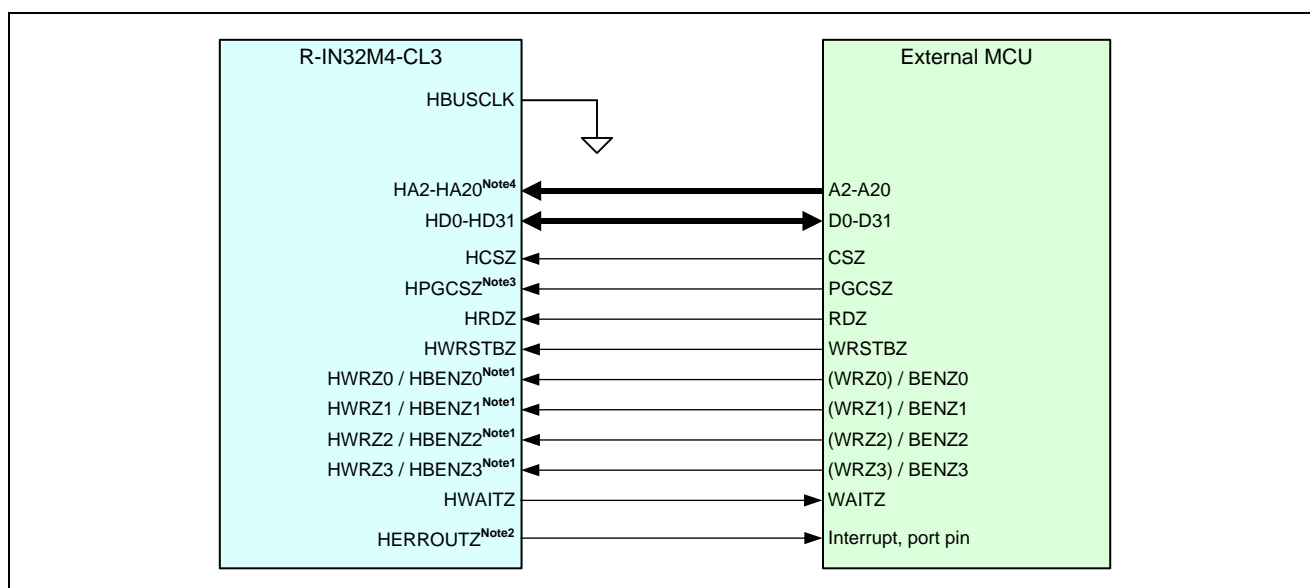 R-IN32M4-CL3 External MCU
HBUSCLK
HA2-HA20Note4 A2-A20
HD0-HD31 D0-D31
HCSZ CSZ
HPGCSZNote3 PGCSZ
HRDZ RDZ
HWRSTBZ WRSTBZ
HWRZ0 / HBENZ0Note1 (WRZ0) / BENZ0
HWRZ1 / HBENZ1Note1 (WRZ1) / BENZ1
HWRZ2 / HBENZ2Note1 (WRZ2) / BENZ2
HWRZ3 / HBENZ3Note1 (WRZ3) / BENZ3
HWAITZ WAITZ
HERROUTZNote2 Interrupt, port pin